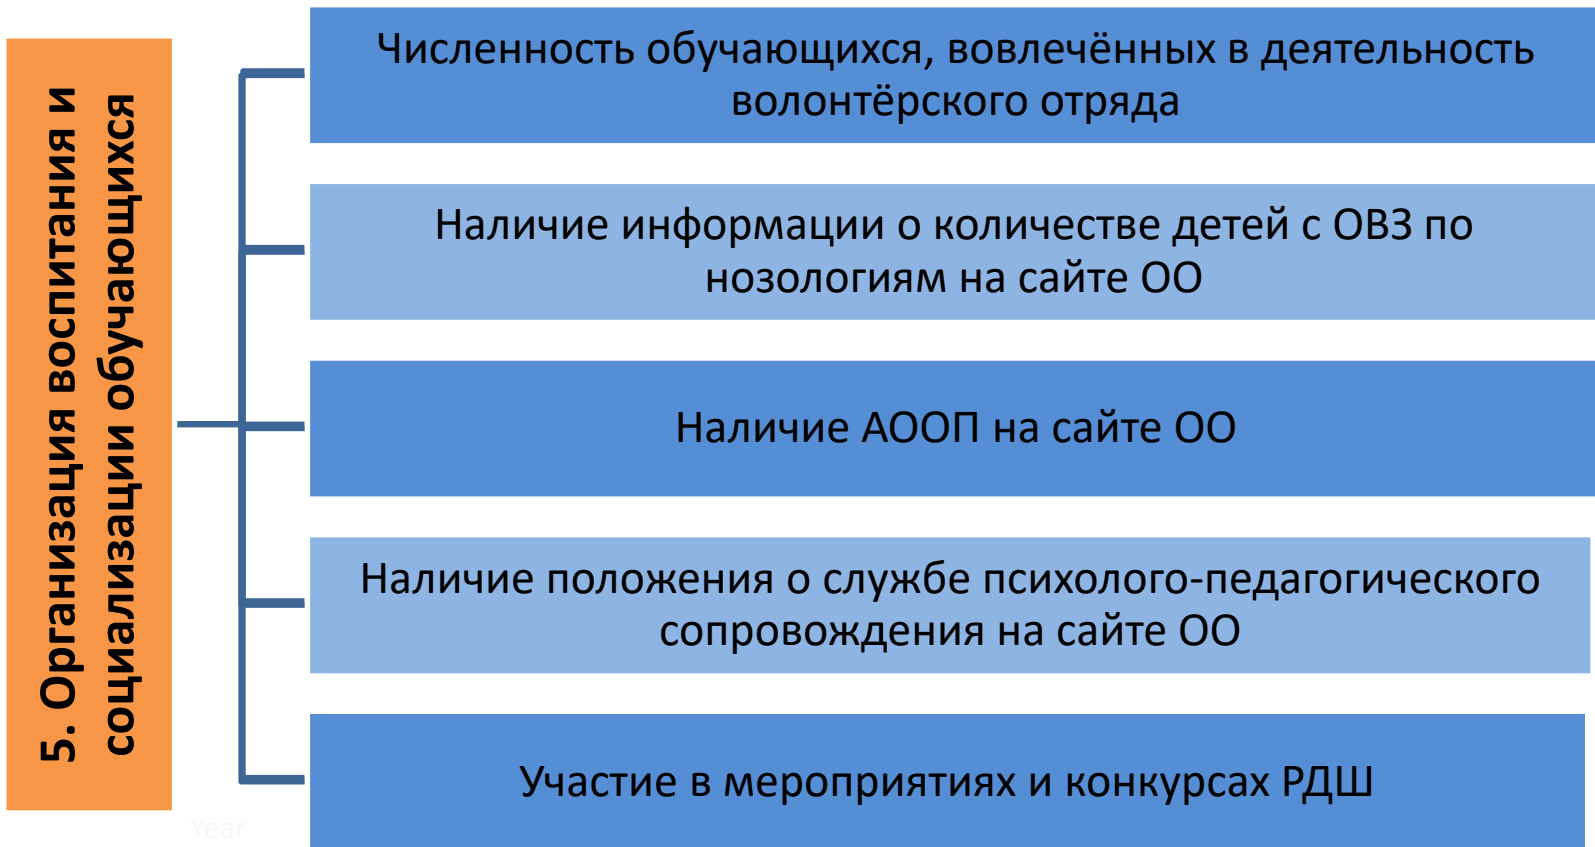 5. Организация воспитания и
социализации обучающихся
Численность обучающихся, вовлечённых в деятельность
волонтёрского отряда
Наличие информации о количестве детей с ОВЗ по
нозологиям на сайте ОО
Наличие АООП на сайте ОО
Наличие положения о службе психолого-педагогического
сопровождения на сайте ОО
Участие в мероприятиях и конкурсах РДШ
Year